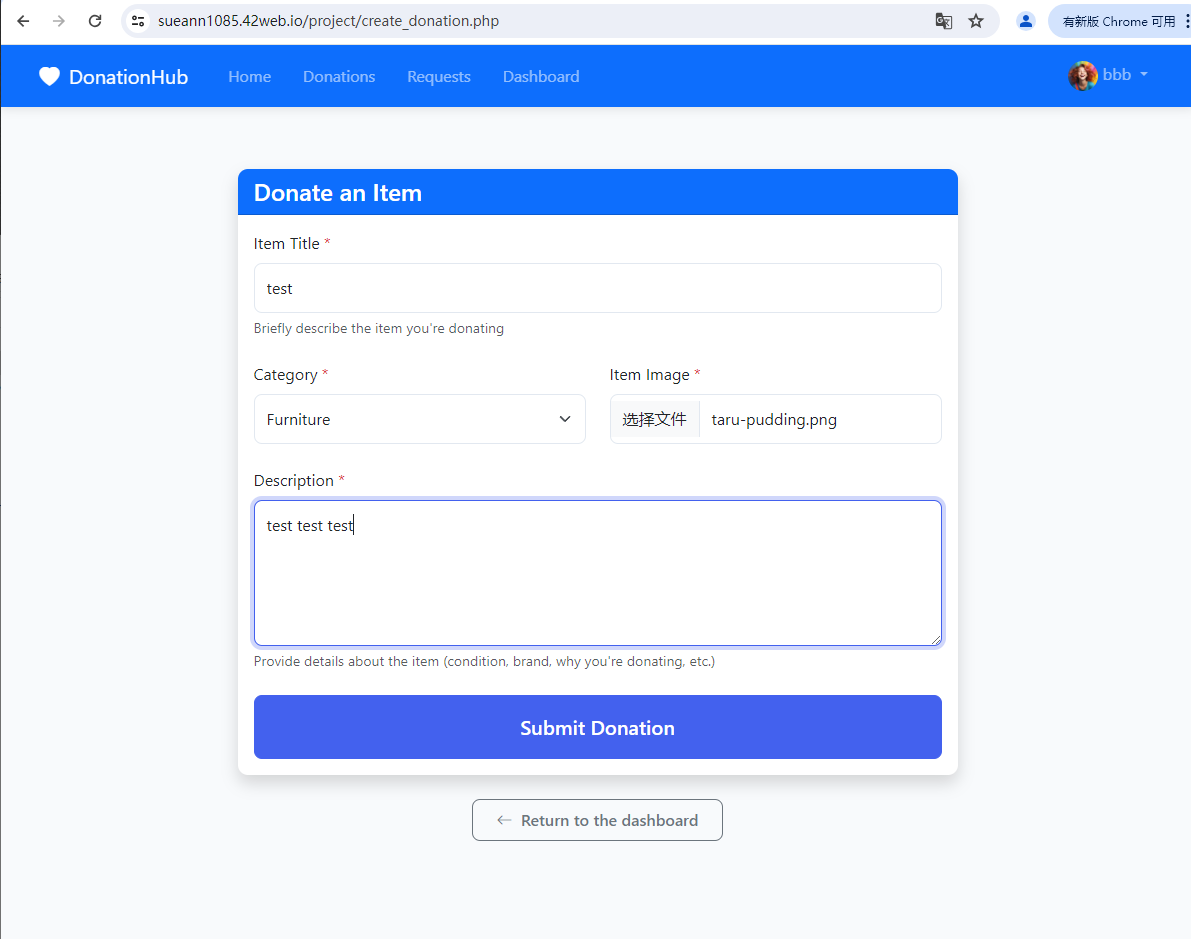 sueann1085.42web.io/project/create_donation.php
有新版 Chrome 可用
DonationHub Home Donations Requests Dashboard bbb
Donate an Item
Item Title *
test
Briefly describe the item you're donating
Category * Item Image *
Furniture 选择文件 taru-pudding.png
Description *
test test test
Provide details about the item (condition, brand, why you're donating, etc.)
Submit Donation
← Return to the dashboard